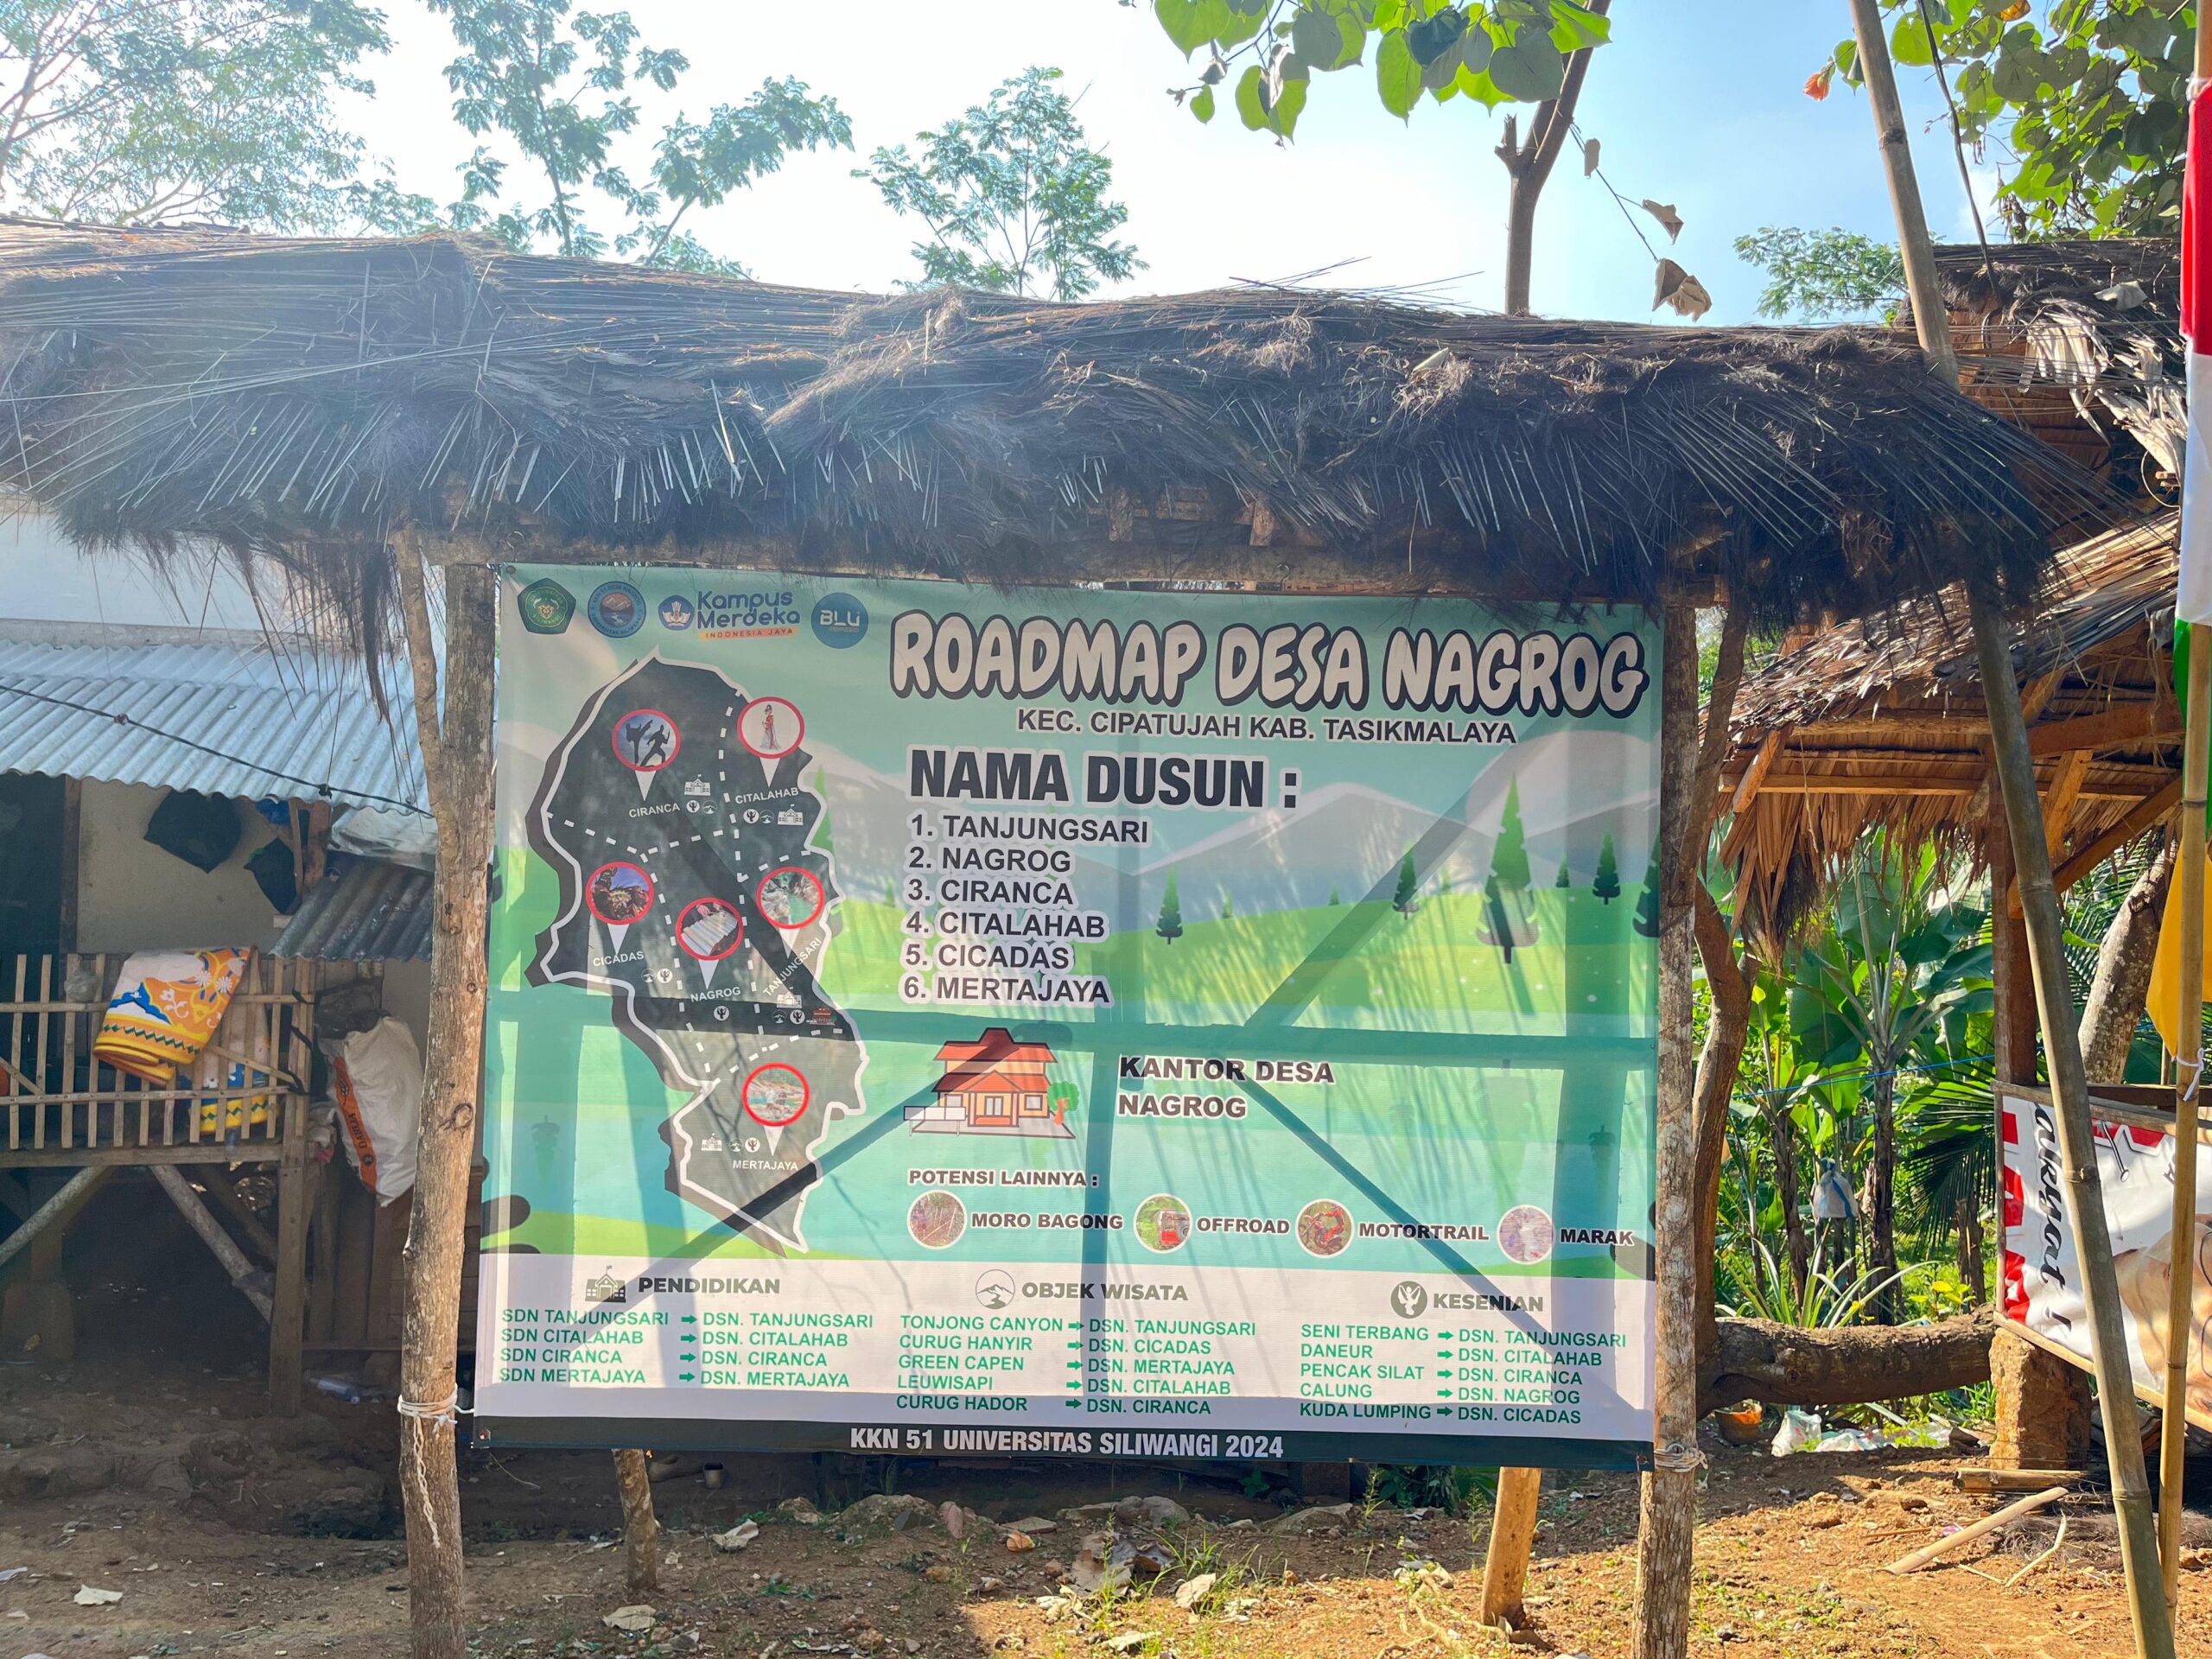 Kampus
Merdeka
INDONESIA JAYA
BLU
ROADMAP DESA NAGROG
KEC. CIPATUJAH KAB. TASIKMALAYA
NAMA DUSUN :
1. TANJUNGSARI
2. NAGROG
3. CIRANCA
4. CITALAHAB
5. CICADAS
6. MERTAJAYA
CIRANCA
CITALAHAB
CICADAS
NAGROG
TANJUNGSARI
MERTAJAYA
KANTOR DESA
NAGROG
POTENSI LAINNYA :
MORO BAGONG
OFFROAD
MOTORTRAIL
MARAK
PENDIDIKAN
SDN TANJUNGSARI ➡ DSN. TANJUNGSARI
SDN CITALAHAB ➡ DSN. CITALAHAB
SDN CIRANCA ➡ DSN. CIRANCA
SDN MERTAJAYA ➡ DSN. MERTAJAYA
OBJEK WISATA
TONJONG CANYON ➡ DSN. TANJUNGSARI
CURUG HANYIR ➡ DSN. CICADAS
GREEN CAPEN ➡ DSN. MERTAJAYA
LEUWISAPI ➡ DSN. CITALAHAB
CURUG HADOR ➡ DSN. CIRANCA
KESENIAN
SENI TERBANG ➡ DSN. TANJUNGSARI
DANEUR ➡ DSN. CITALAHAB
PENCAK SILAT ➡ DSN. CIRANCA
CALUNG ➡ DSN. NAGROG
KUDA LUMPING ➡ DSN. CICADAS
KKN 51 UNIVERSITAS SILIWANGI 2024